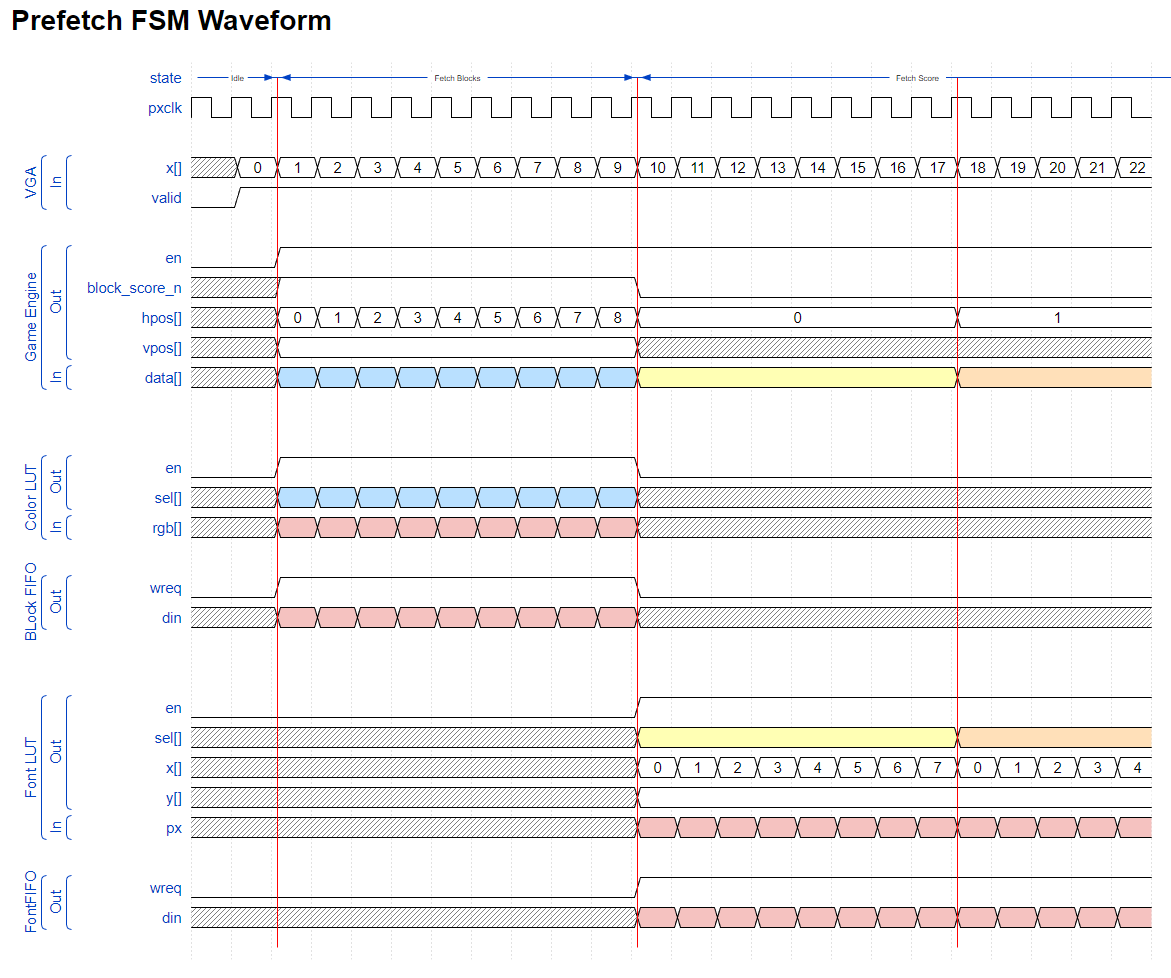 Prefetch FSM Waveform
state Idle Fetch Blocks Fetch Score
pxclk
VGA
In
x[] 0 1 2 3 4 5 6 7 8 9 10 11 12 13 14 15 16 17 18 19 20 21 22
valid
Game Engine
Out
en
block_score_n
hpos[] 0 1 2 3 4 5 6 7 8 0 1
vpos[]
In
data[]
Color LUT
Out
en
sel[]
In
rgb[]
BLock FIFO
Out
wreq
din
Font LUT
Out
en
sel[]
x[] 0 1 2 3 4 5 6 7 0 1 2 3 4
y[]
In
px
FontFIFO
Out
wreq
din